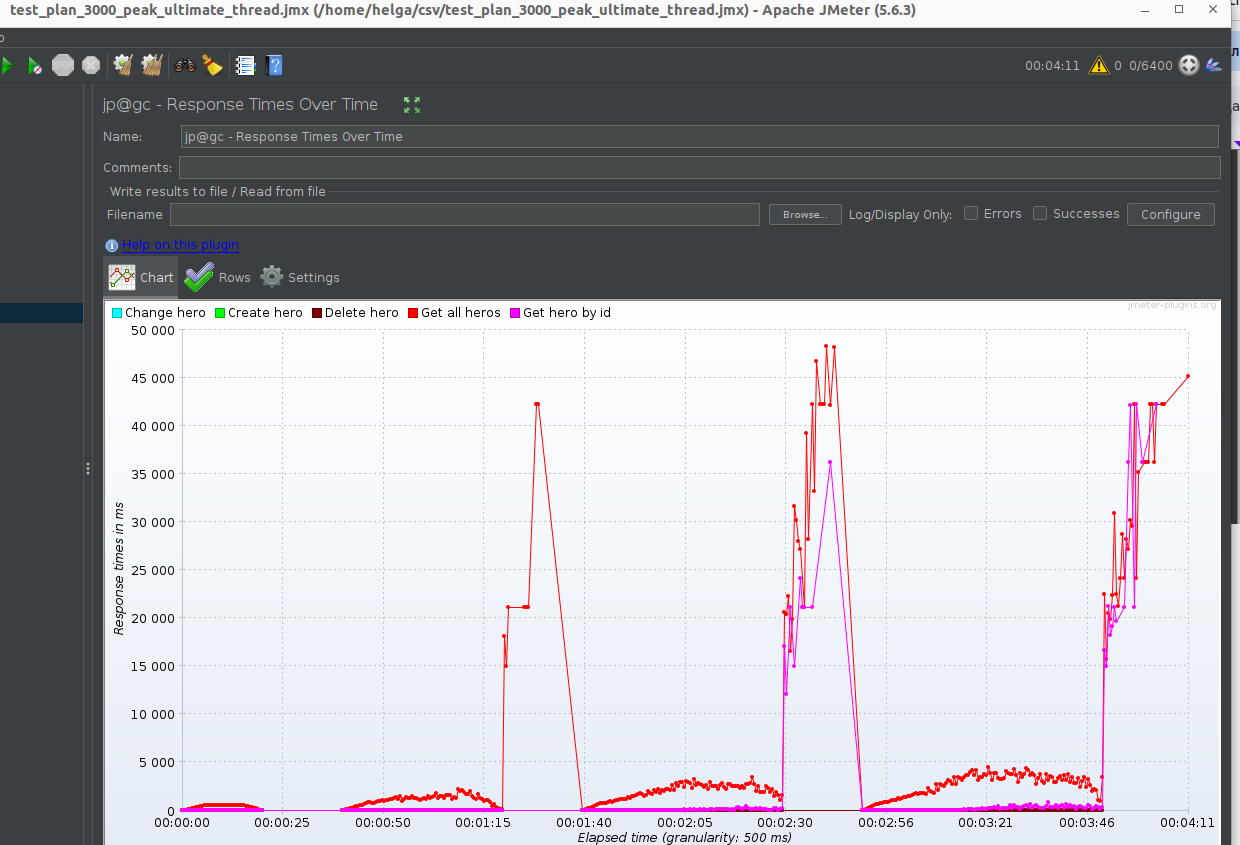 test_plan_3000_peak_ultimate_thread.jmx (/home/helga/csv/test_plan_3000_peak_ultimate_thread.jmx) - Apache JMeter (5.6.3)
00:04:11 0 0/6400
jp@gc - Response Times Over Time
Name: jp@gc - Response Times Over Time
Comments:
Write results to file / Read from file
Filename Browse... Log/Display Only: Errors Successes Configure
Help on this plugin
Chart Rows Settings
jmeter-plugins.org
Change hero Create hero Delete hero Get all heros Get hero by id
50 000
45 000
40 000
35 000
30 000
25 000
20 000
15 000
10 000
5 000
0
Response times in ms
00:00:00 00:00:25 00:00:50 00:01:15 00:01:40 00:02:05 00:02:30 00:02:56 00:03:21 00:03:46 00:04:11
Elapsed time (granularity: 500 ms)